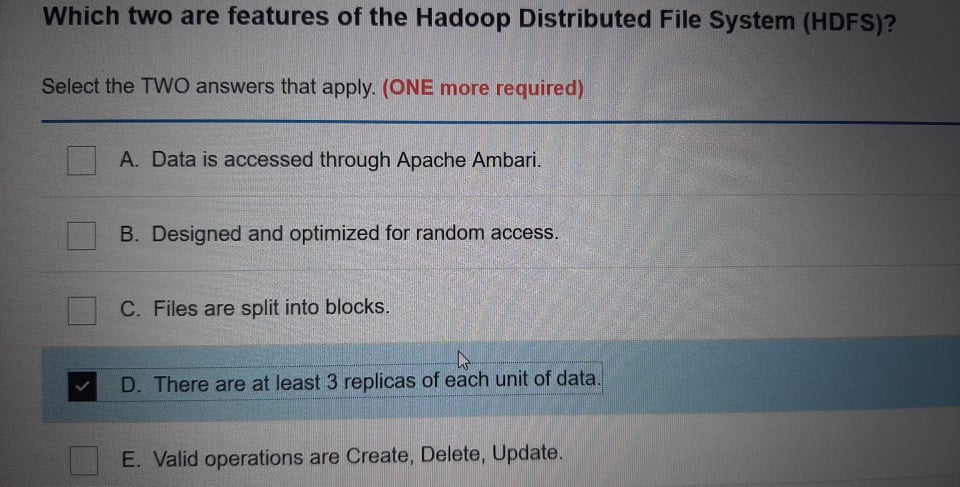 Which two are features of the Hadoop Distributed File System (HDFS)?
Select the TWO answers that apply. (ONE more required)
A. Data is accessed through Apache Ambari.
B. Designed and optimized for random access.
C. Files are split into blocks.
D. There are at least 3 replicas of each unit of data.
E. Valid operations are Create, Delete, Update.